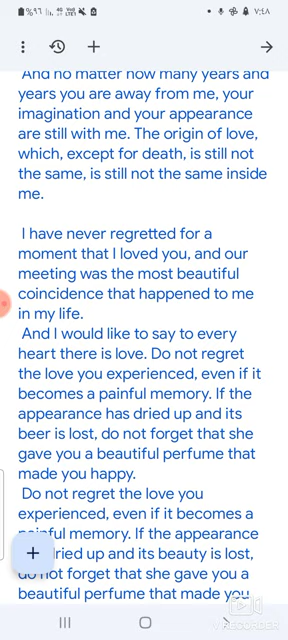 %٩٦
٧:٤٨
And no matter how many years and
years you are away from me, your
imagination and your appearance
are still with me. The origin of love,
which, except for death, is still not
the same, is still not the same inside
me.
I have never regretted for a
moment that I loved you, and our
meeting was the most beautiful
coincidence that happened to me
in my life.
And I would like to say to every
heart there is love. Do not regret
the love you experienced, even if it
becomes a painful memory. If the
appearance has dried up and its
beer is lost, do not forget that she
gave you a beautiful perfume that
made you happy.
Do not regret the love you
experienced, even if it becomes a
painful memory. If the appearance
dried up and its beauty is lost,
do not forget that she gave you a
beautiful perfume that made you
RECORDER